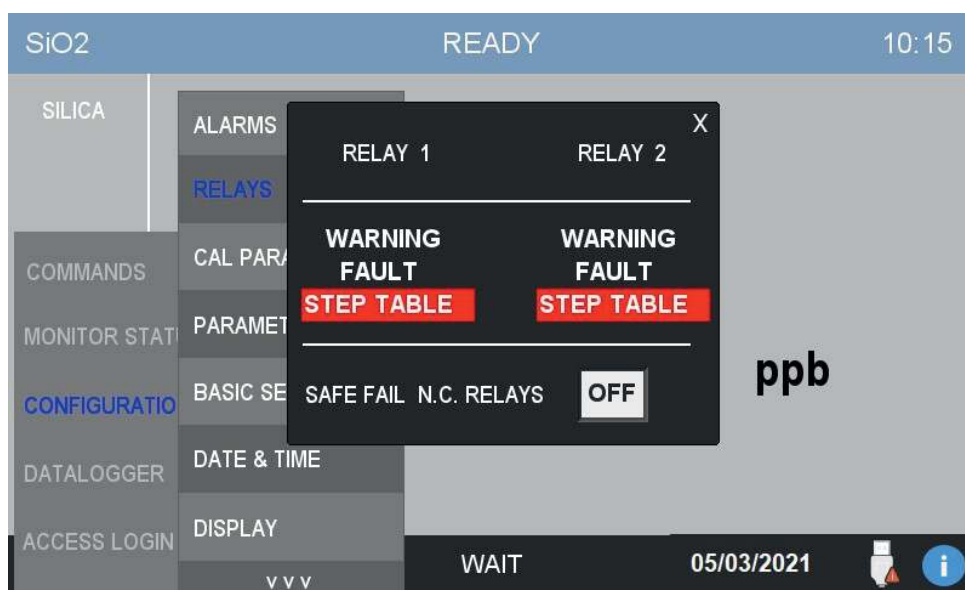 SiO2 READY 10:15
SILICA
COMMANDS
MONITOR STAT
CONFIGURATIO
DATALOGGER
ACCESS LOGIN
ALARMS
RELAYS
CAL PARA
PARAMET
BASIC SE
DATE & TIME
DISPLAY
V V V
X
RELAY 1 RELAY 2
WARNING WARNING
FAULT FAULT
STEP TABLE STEP TABLE
SAFE FAIL N.C. RELAYS OFF
ppb
WAIT 05/03/2021
i